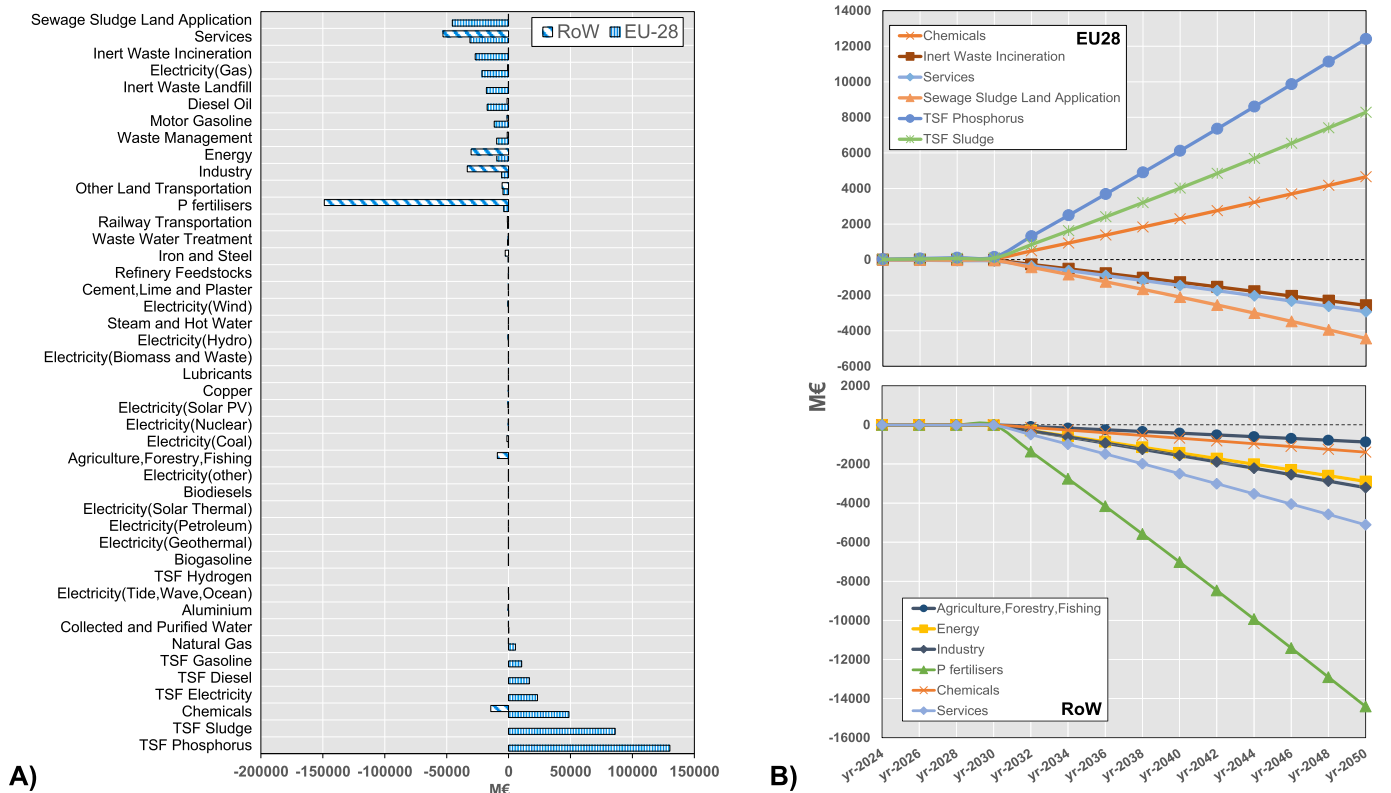 Sewage Sludge Land Application
Services
Inert Waste Incineration
Electricity(Gas)
Inert Waste Landfill
Diesel Oil
Motor Gasoline
Waste Management
Energy
Industry
Other Land Transportation
P fertilisers
Railway Transportation
Waste Water Treatment
Iron and Steel
Refinery Feedstocks
Cement,Lime and Plaster
Electricity(Wind)
Steam and Hot Water
Electricity(Hydro)
Electricity(Biomass and Waste)
Lubricants
Copper
Electricity(Solar PV)
Electricity(Nuclear)
Electricity(Coal)
Agriculture,Forestry,Fishing
Electricity(other)
Biodiesels
Electricity(Solar Thermal)
Electricity(Petroleum)
Electricity(Geothermal)
Biogasoline
TSF Hydrogen
Electricity(Tide,Wave,Ocean)
Aluminium
Collected and Purified Water
Natural Gas
TSF Gasoline
TSF Diesel
TSF Electricity
Chemicals
TSF Sludge
TSF Phosphorus
RoW EU-28
-200000 -150000 -100000 -50000 0 50000 100000 150000
M€
A)
14000
12000
10000
8000
6000
4000
2000
0
-2000
-4000
-6000
Chemicals
Inert Waste Incineration
Services
Sewage Sludge Land Application
TSF Phosphorus
TSF Sludge
EU28
M€
2000
0
-2000
-4000
-6000
-8000
-10000
-12000
-14000
-16000
Agriculture,Forestry,Fishing
Energy
Industry
P fertilisers
Chemicals
Services
RoW
yr-2024 yr-2026 yr-2028 yr-2030 yr-2032 yr-2034 yr-2036 yr-2038 yr-2040 yr-2042 yr-2044 yr-2046 yr-2048 yr-2050
B)